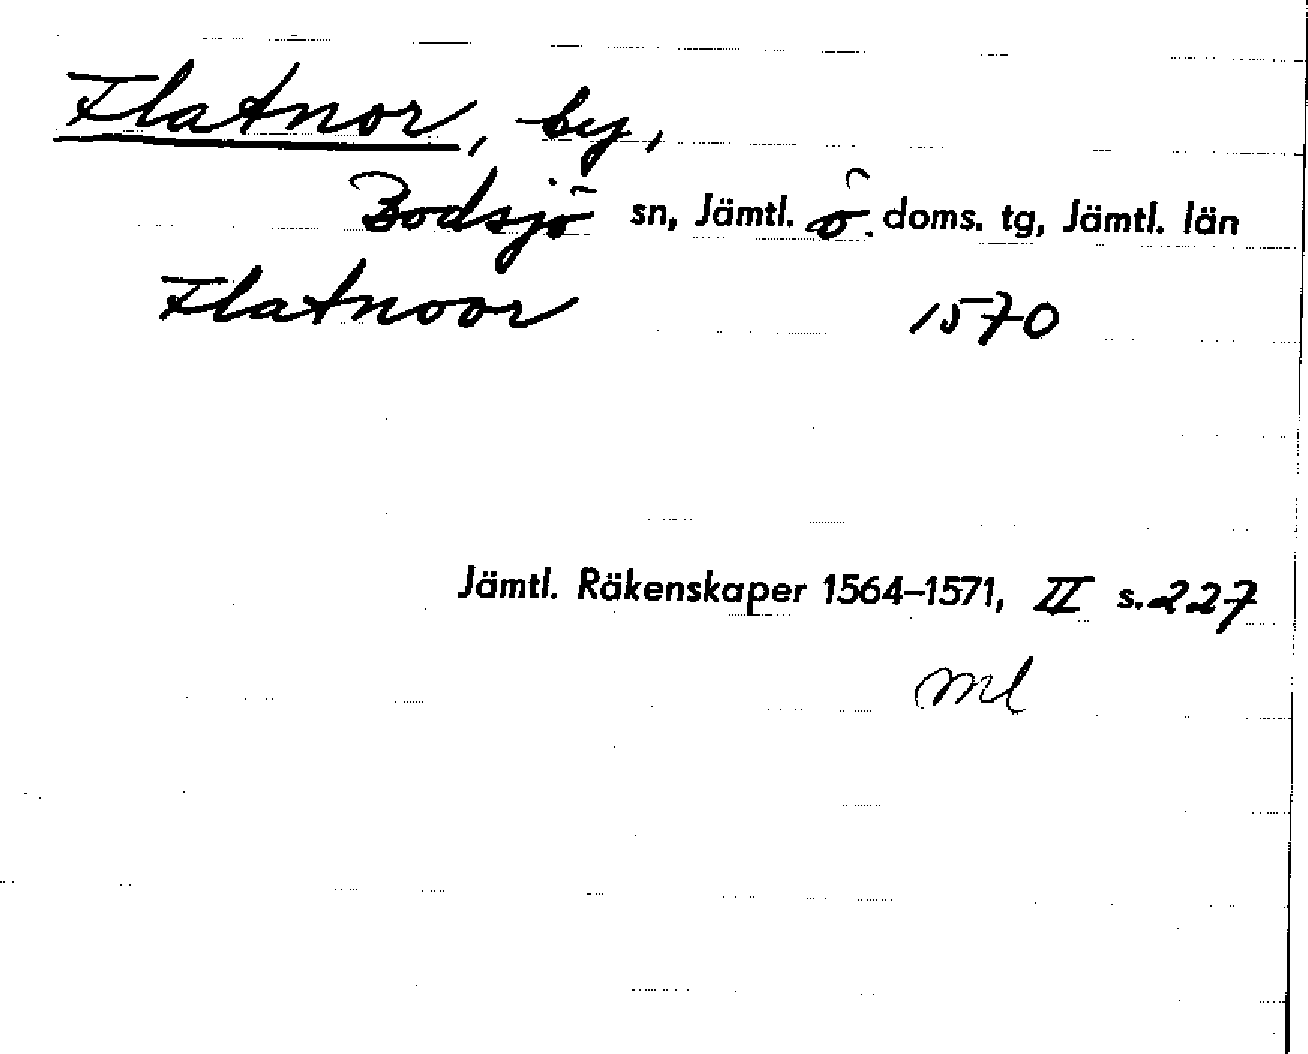 Flatnor, by,
Bodsjö sn, Jämtl. ö. doms. tg, Jämtl. län
Flatnoor 1570
Jämtl. Räkenskaper 1564–1571, II s. 227
ml